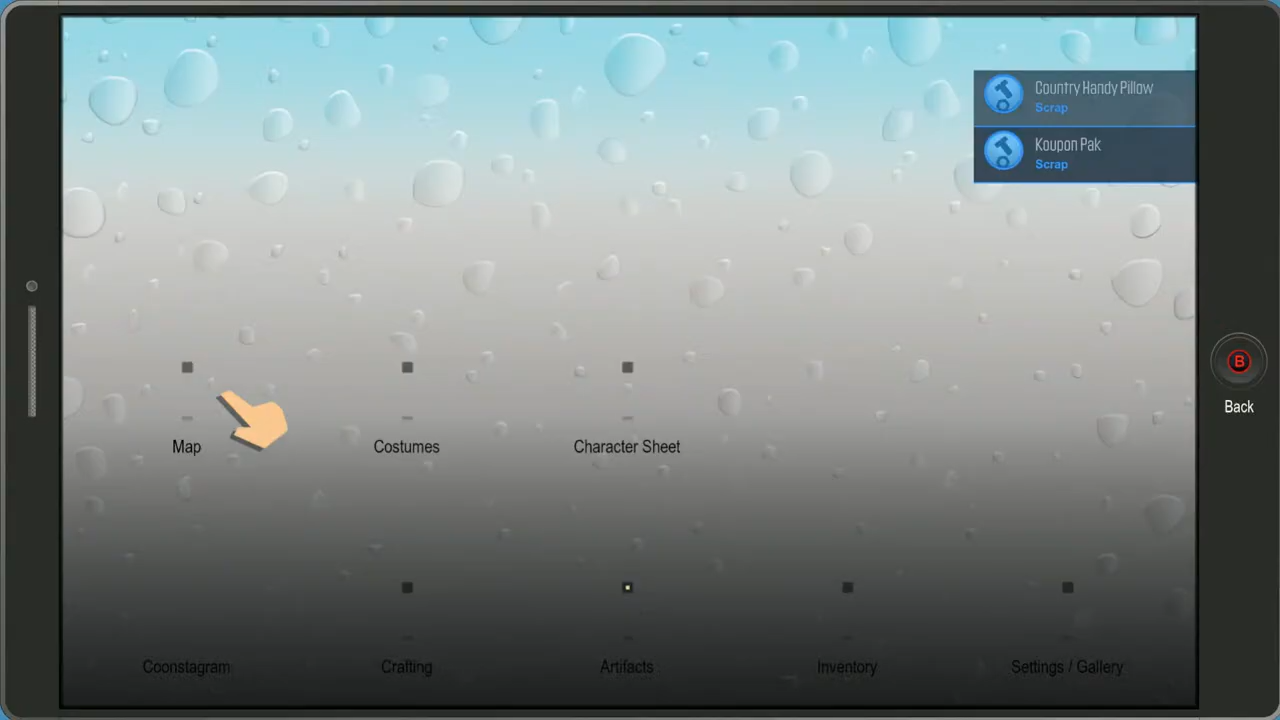 Country Handy Pillow
Scrap
Koupon Pak
Scrap
B
Back
Map
Costumes
Character Sheet
Coonstagram
Crafting
Artifacts
Inventory
Settings / Gallery